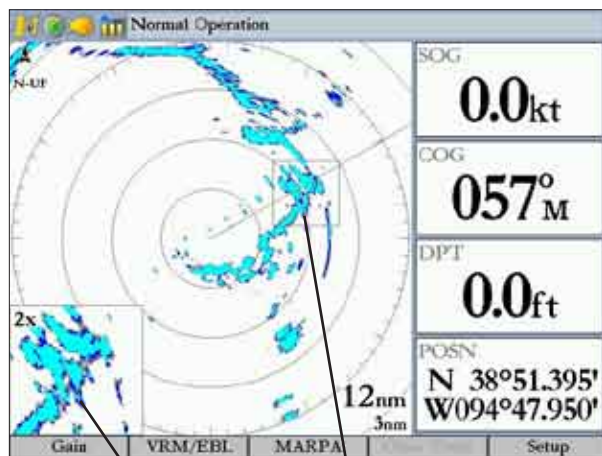 Normal Operation
N-UP
SOG
0.0kt
COG
057°M
DPT
0.0ft
POSN
N 38°51.395'
W094°47.950'
2x
12nm
3nm
Gain
VRM/EBL
MARPA
Setup